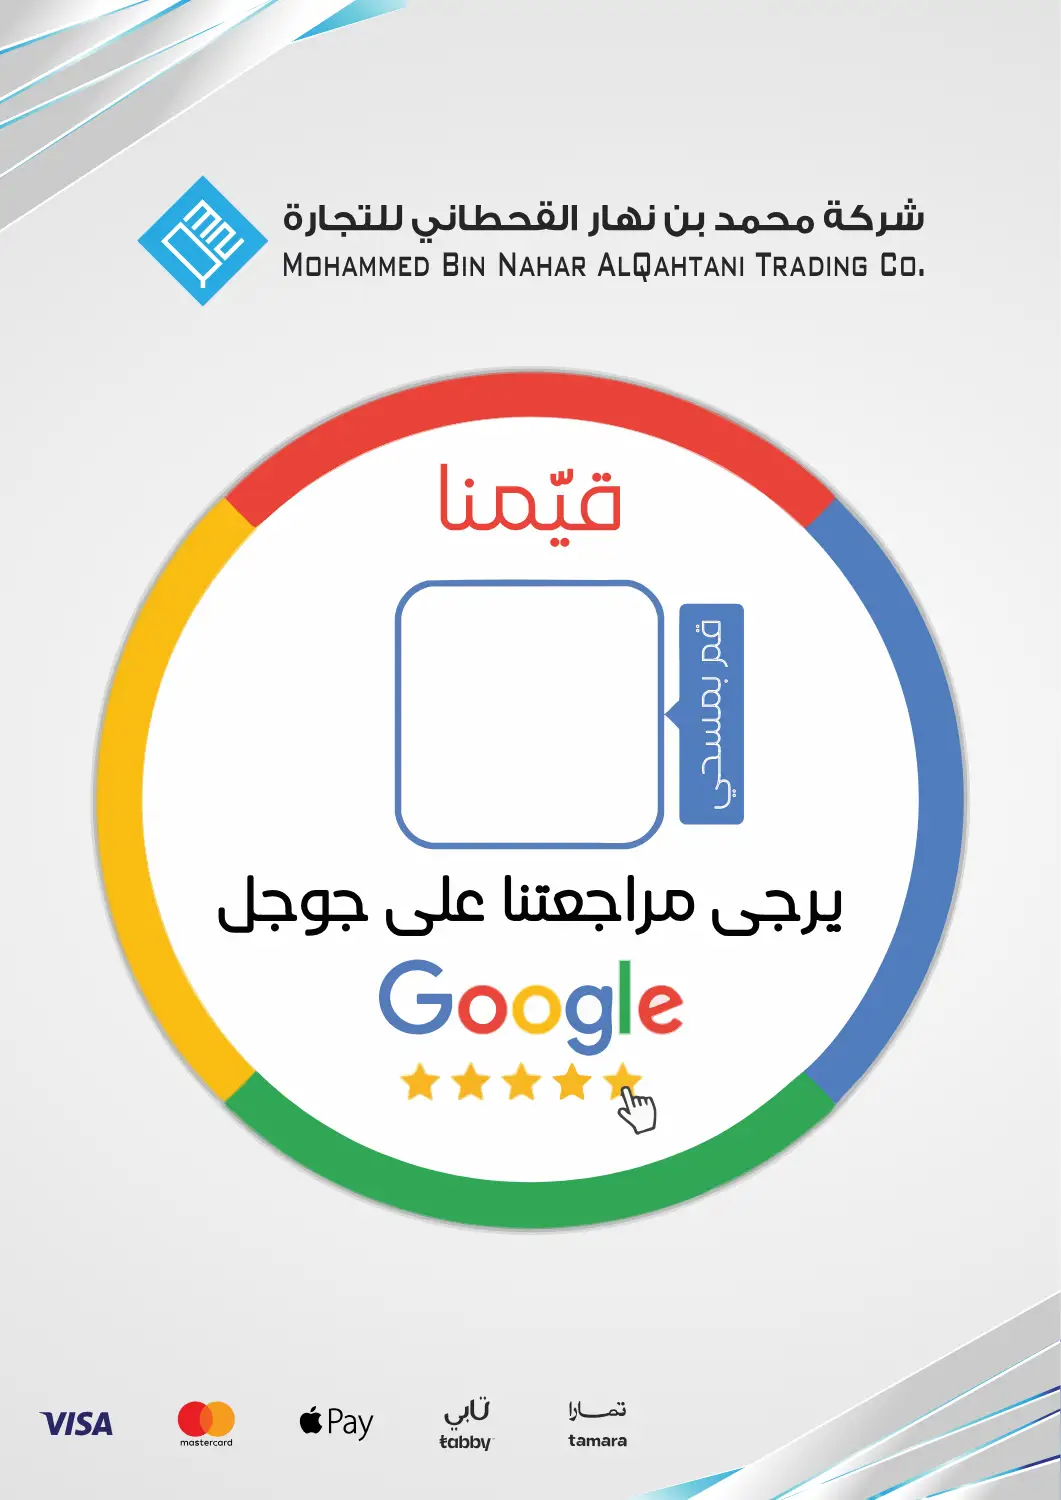 شركة محمد بن نهار القحطاني للتجارة
MOHAMMED BIN NAHAR ALQAHTANI TRADING CO.
قيّمنا
قم بمسحي
يرجى مراجعتنا على جوجل
Google
VISA
mastercard
Pay
تابي
tabby
تمارا
tamara